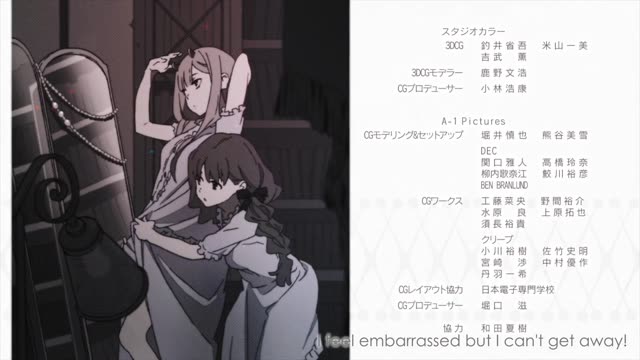 スタジオカラー
3DCG 釣井省吾 米山一美
吉武 薫
3DCGモデラー 鹿野文浩
CGプロデューサー 小林浩康
A-1 Pictures
CGモデリング&セットアップ 堀井慎也 熊谷美雪
DEC
関口雅人 高橋玲奈
柳内歌奈江 鮫川裕彦
BEN BRANLUND
CGワークス 工藤菜央 野間裕介
水原 良 上原拓也
須長裕貴
クリープ
小川裕樹 佐竹史明
宮崎 渉 中村優作
丹羽一希
CGレイアウト協力 日本電子専門学校
CGプロデューサー 堀口 滋
協力 和田夏樹
I feel embarrassed but I can't get away!